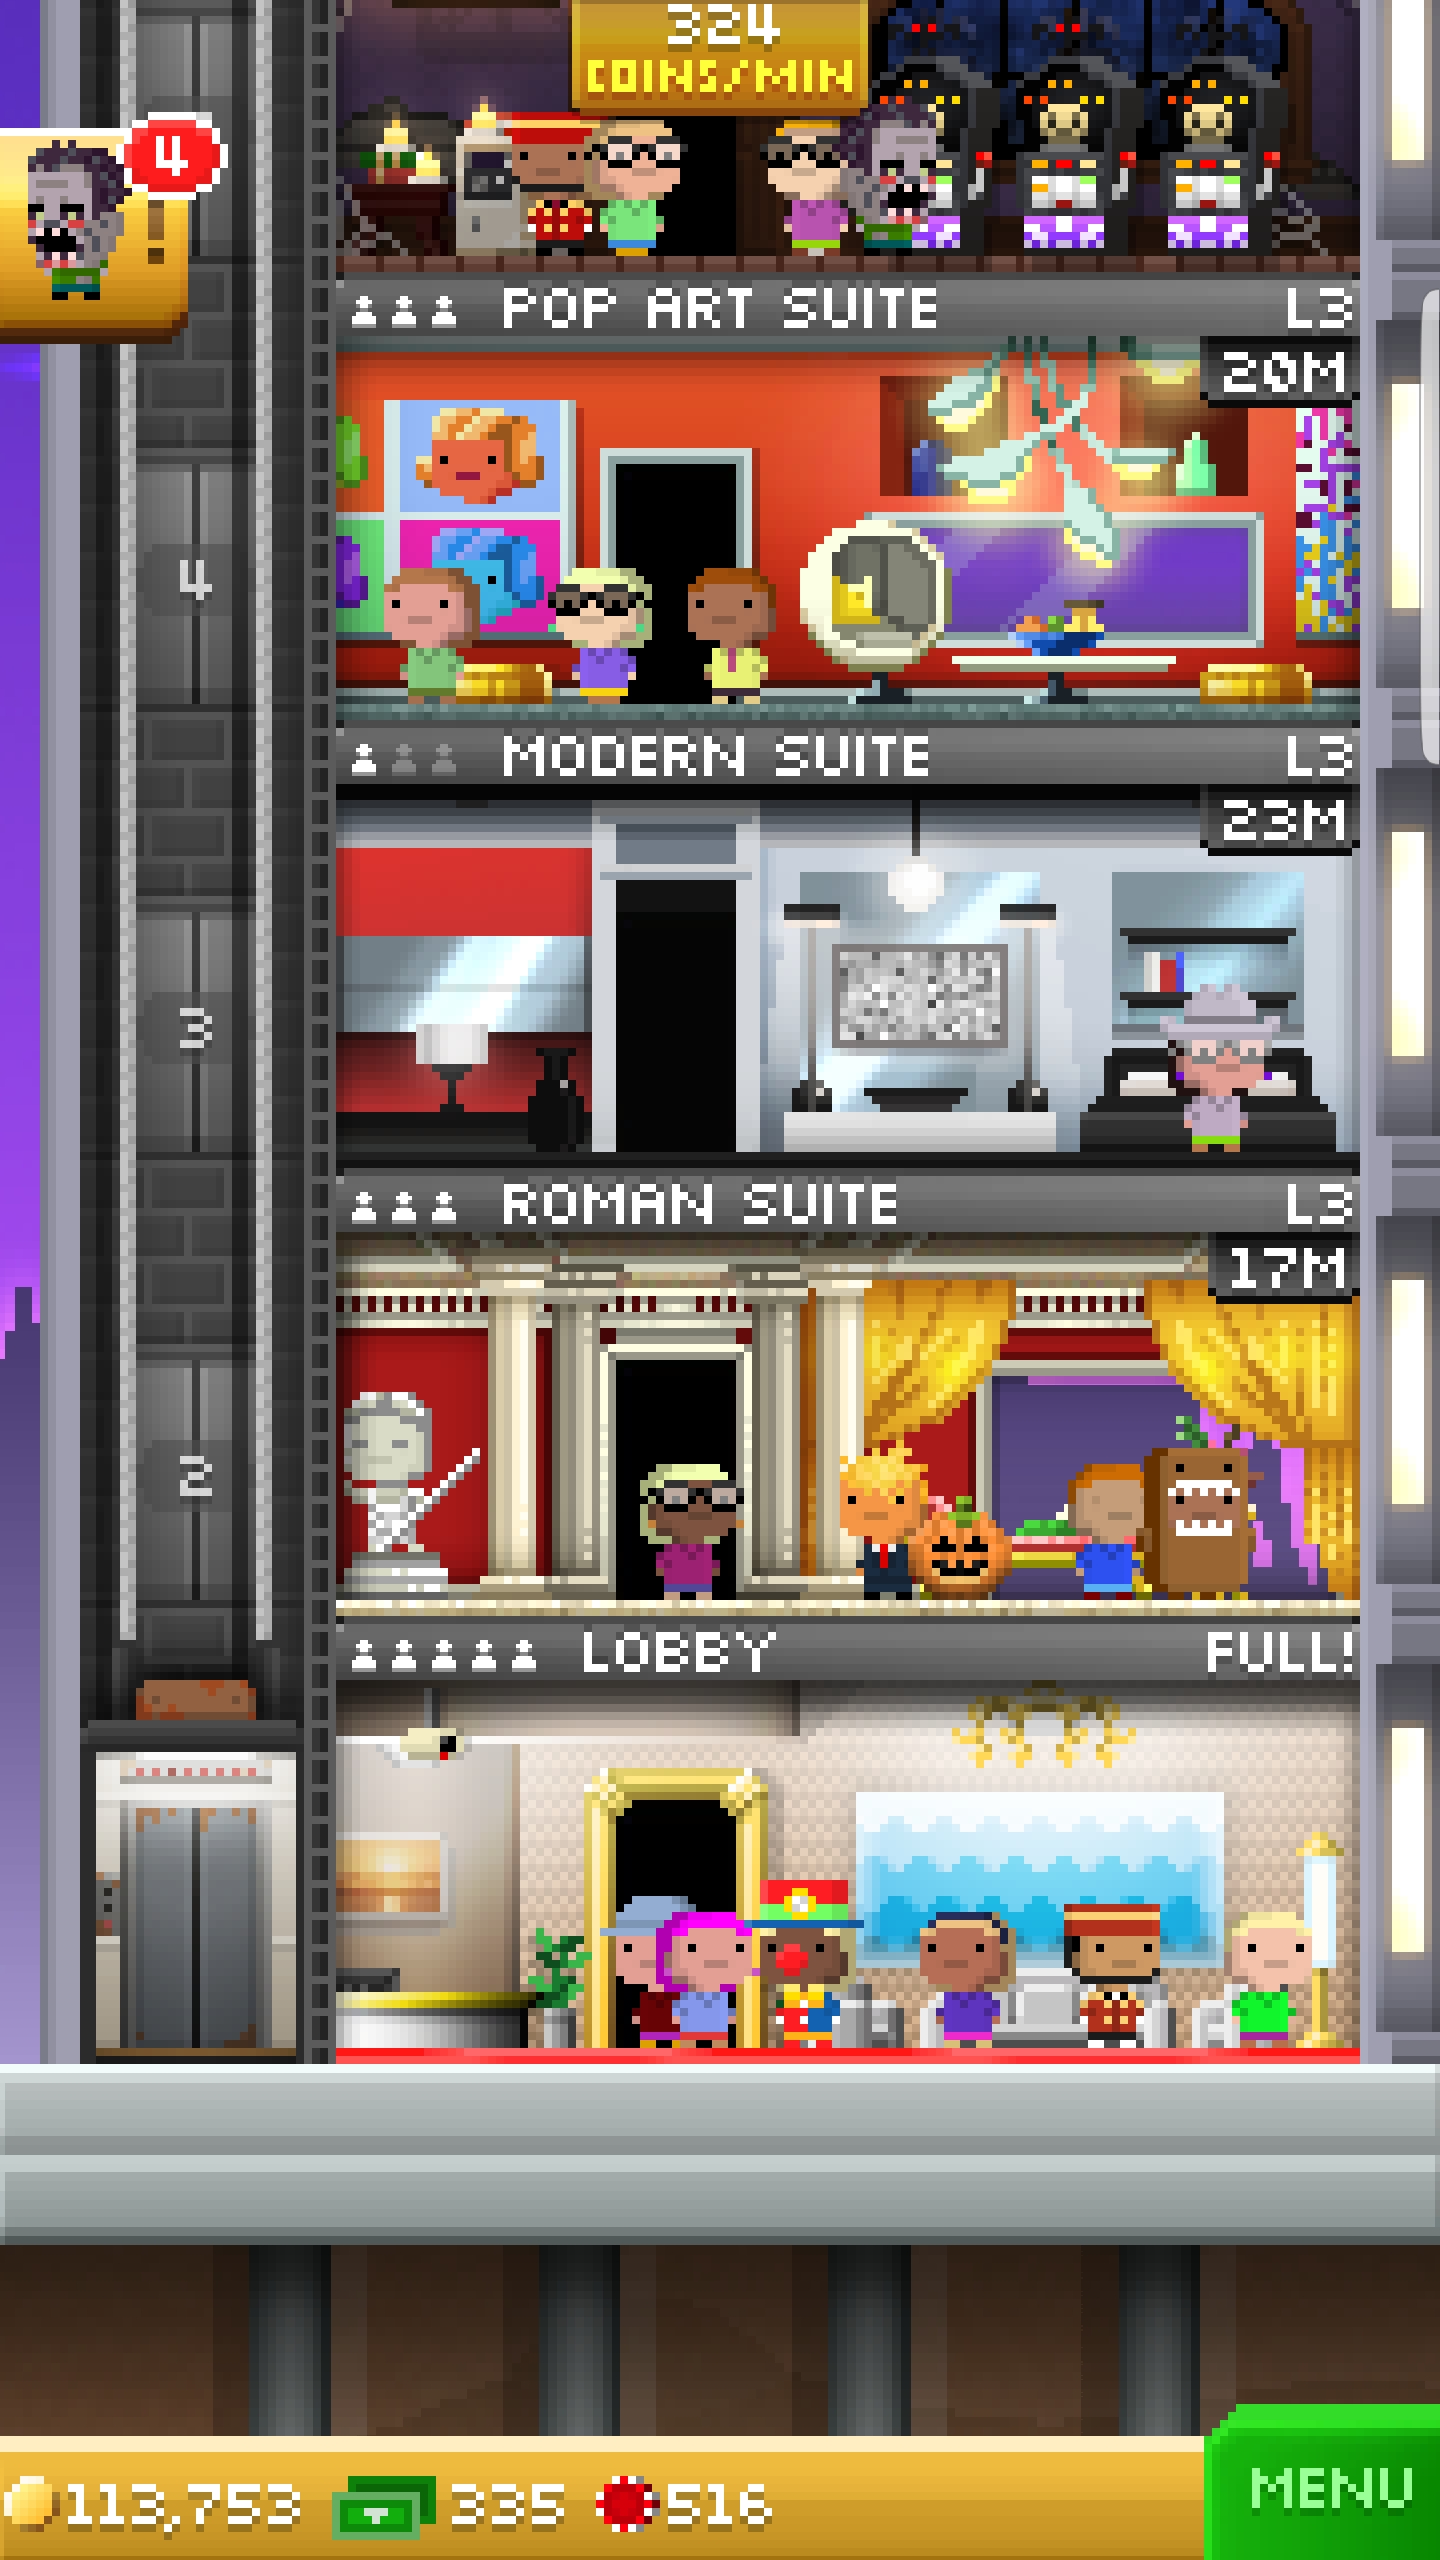 324
COINS/MIN
4
!
POP ART SUITE L3
20M
4
MODERN SUITE L3
23M
3
ROMAN SUITE L3
17M
2
LOBBY FULL!
113,753 335 516
MENU